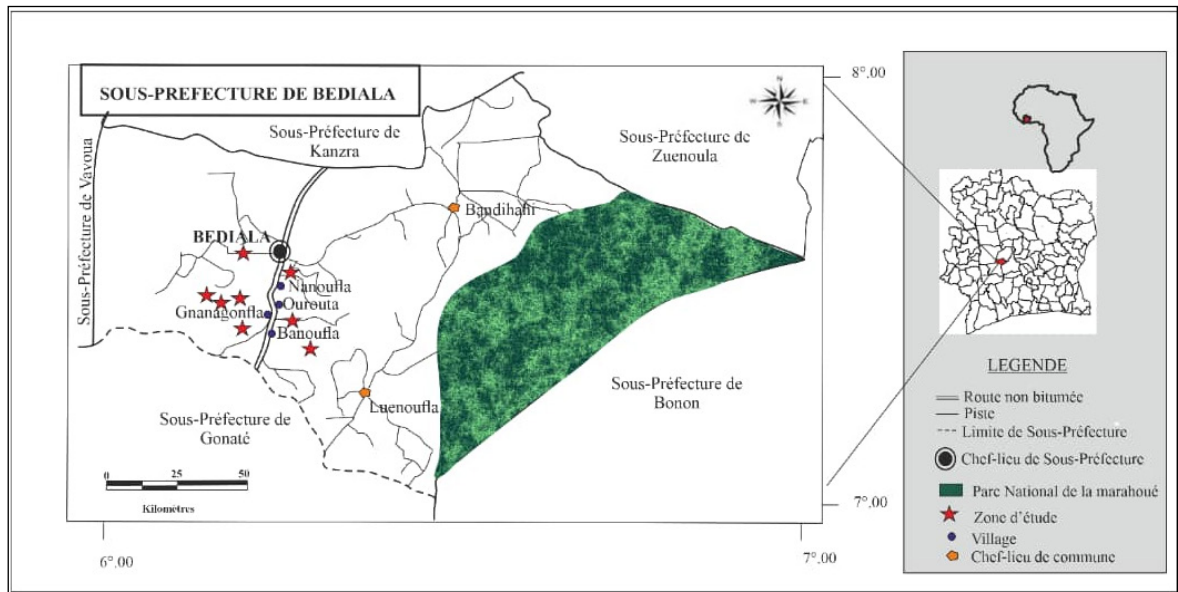 SOUS-PREFECTURE DE BEDIALA
Sous-Préfecture de
Kanzra
N
W
E
S
8°.00
Sous-Préfecture de
Zuenoula
Sous-Préfecture de Vavoua
BEDIALA
Nanoufla
Ourouta
Gnanagonfla
Banoufla
Luenoufla
Sous-Préfecture de
Gonaté
Sous-Préfecture de
Bonon
0 25 50
Kilomètres
7°.00
6°.00
7°.00
LEGENDE
Route non bitumée
Piste
Limite de Sous-Préfecture
Chef-lieu de Sous-Préfecture
Parc National de la marahoué
Zone d'étude
Village
Chef-lieu de commune